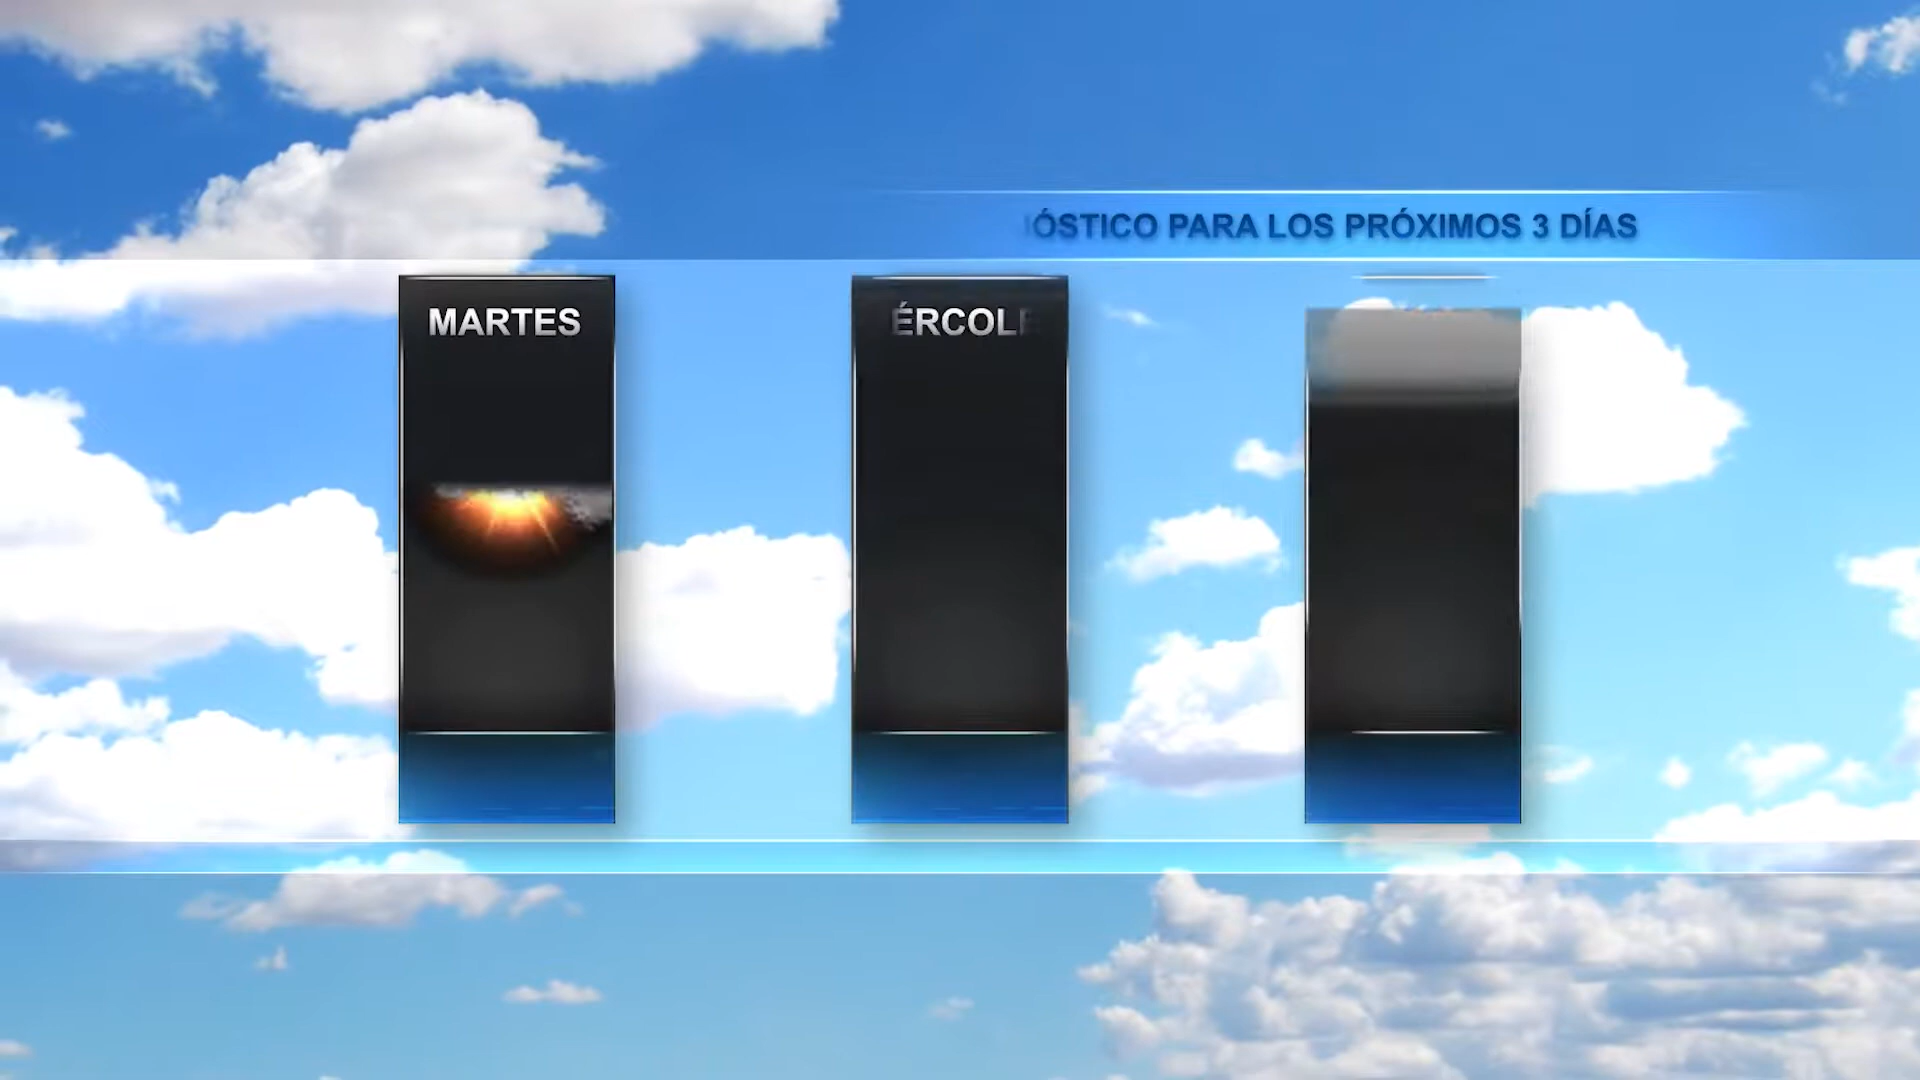 ÓSTICO PARA LOS PRÓXIMOS 3 DÍAS
MARTES
ÉRCOL